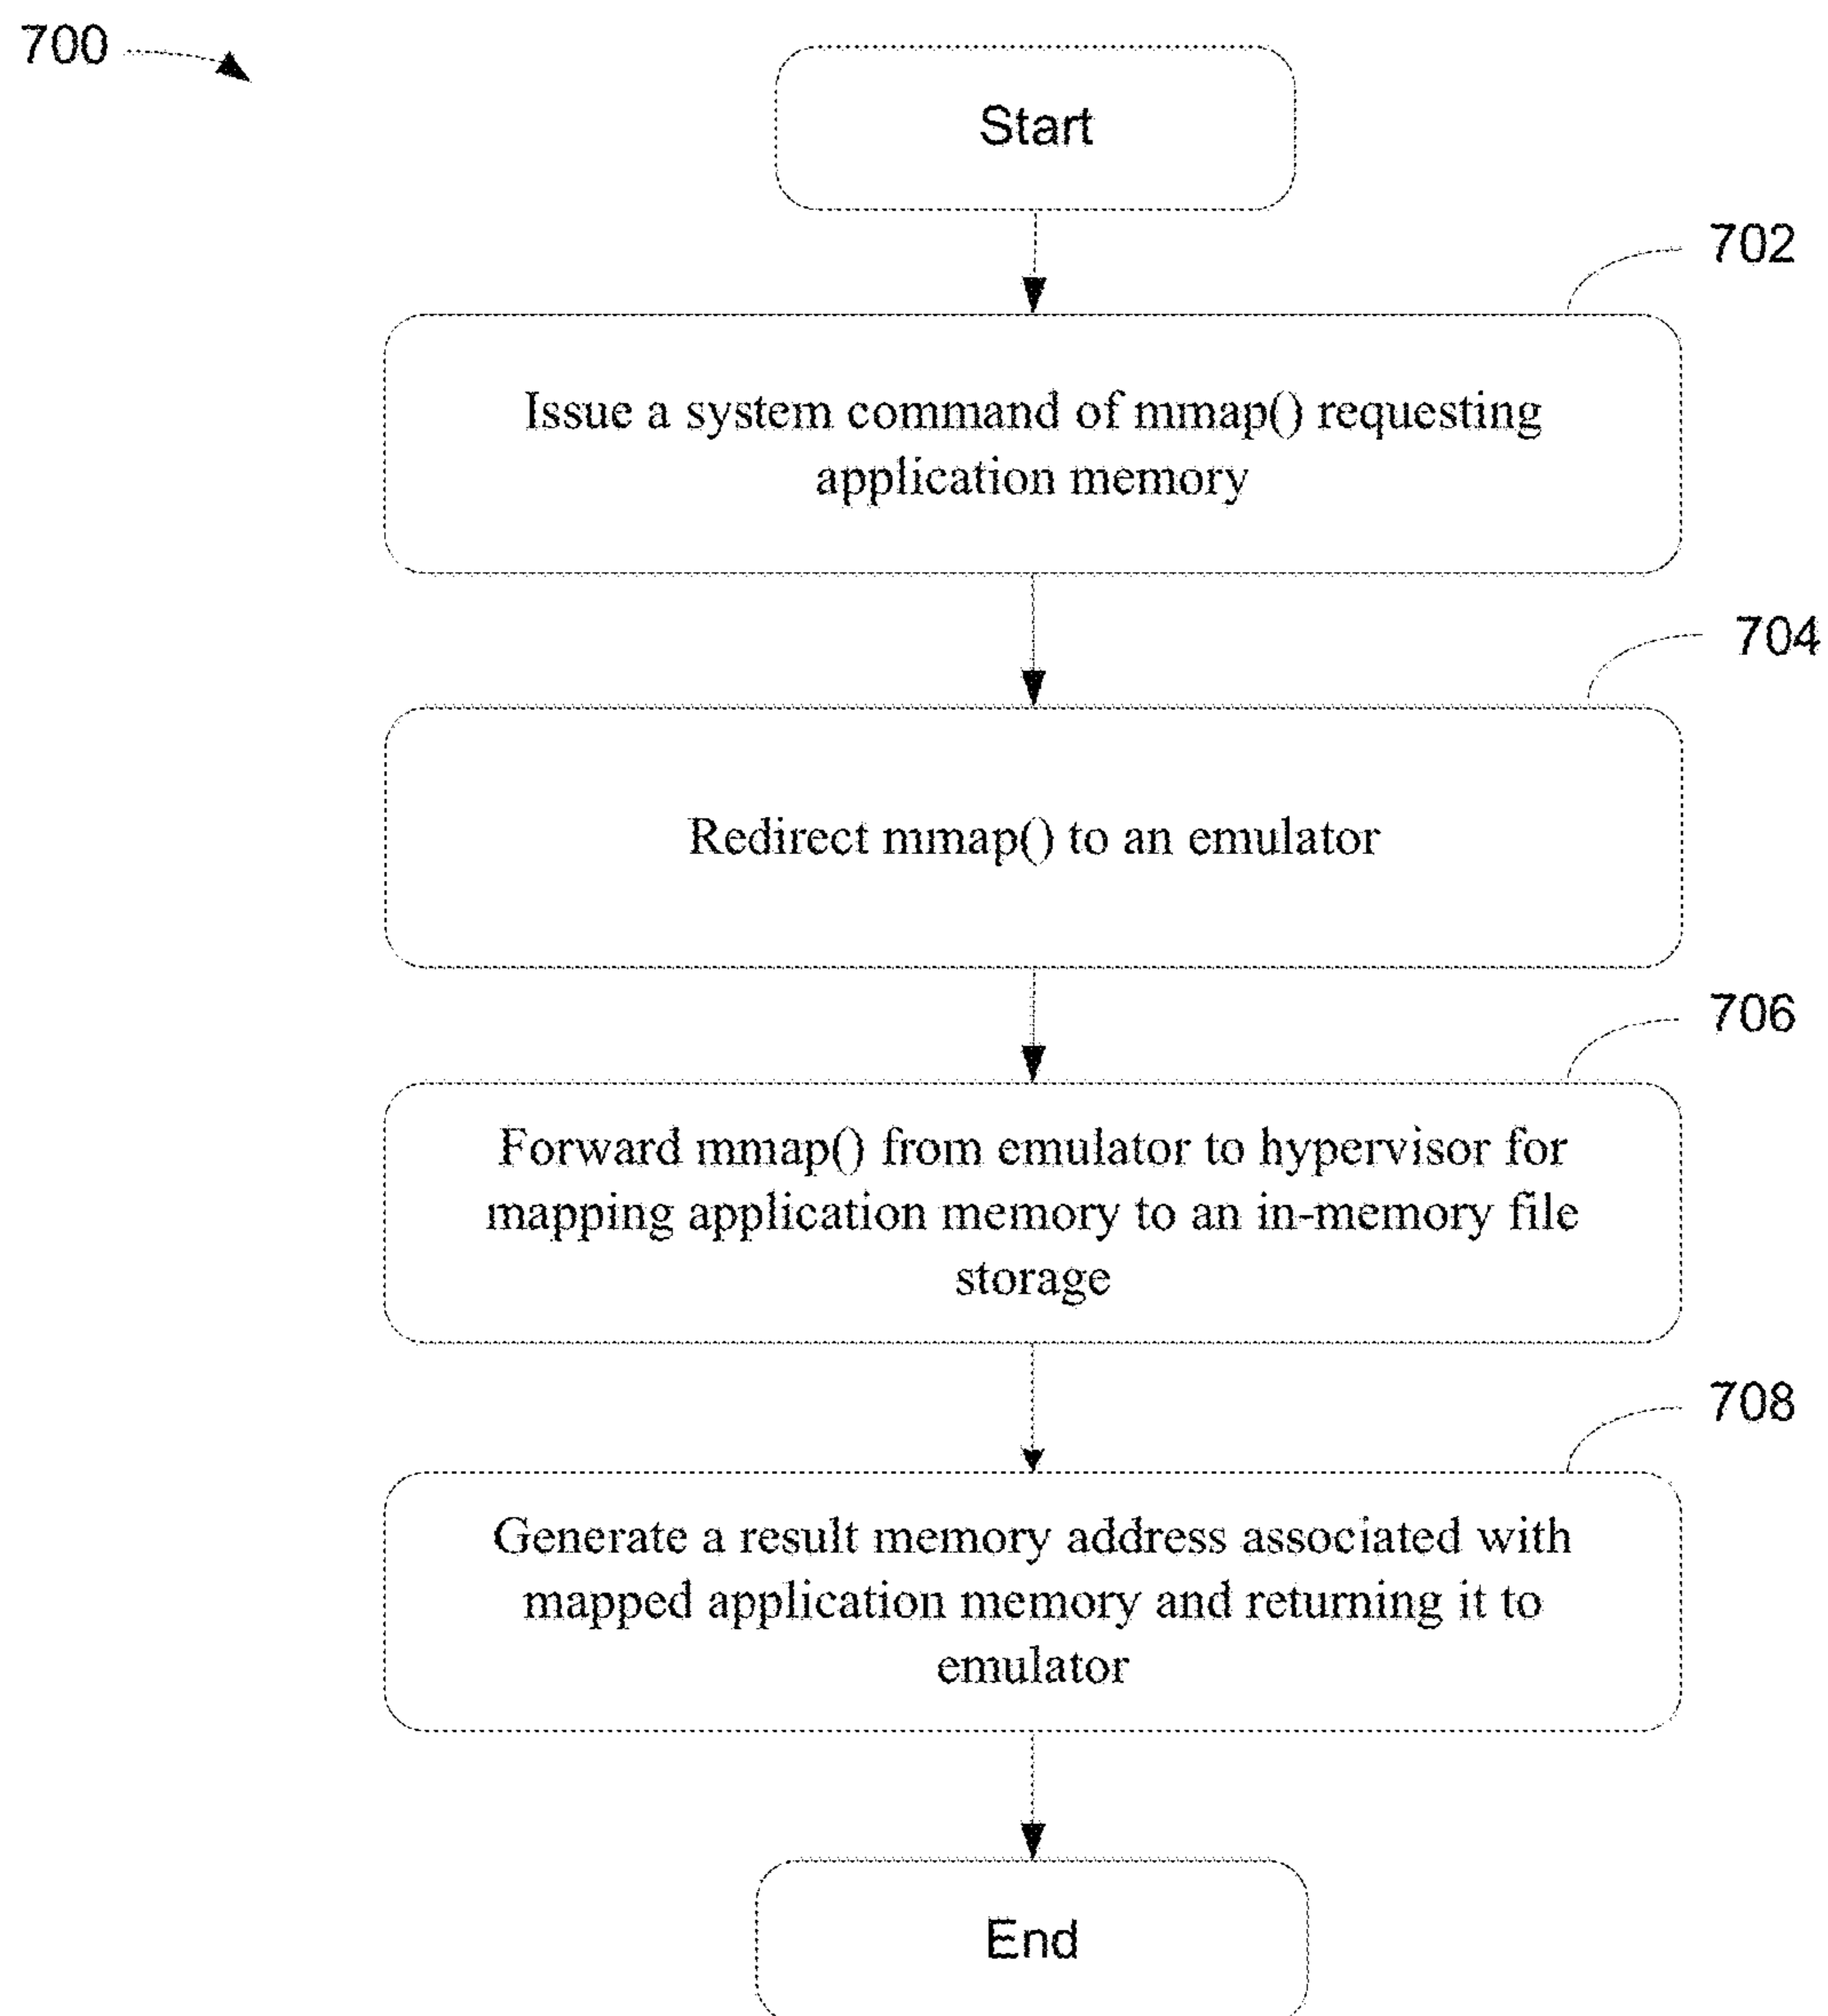 700
Start
702
Issue a system command of mmap() requesting
application memory
704
Redirect mmap() to an emulator
706
Forward mmap() from emulator to hypervisor for
mapping application memory to an in-memory file
storage
708
Generate a result memory address associated with
mapped application memory and returning it to
emulator
End